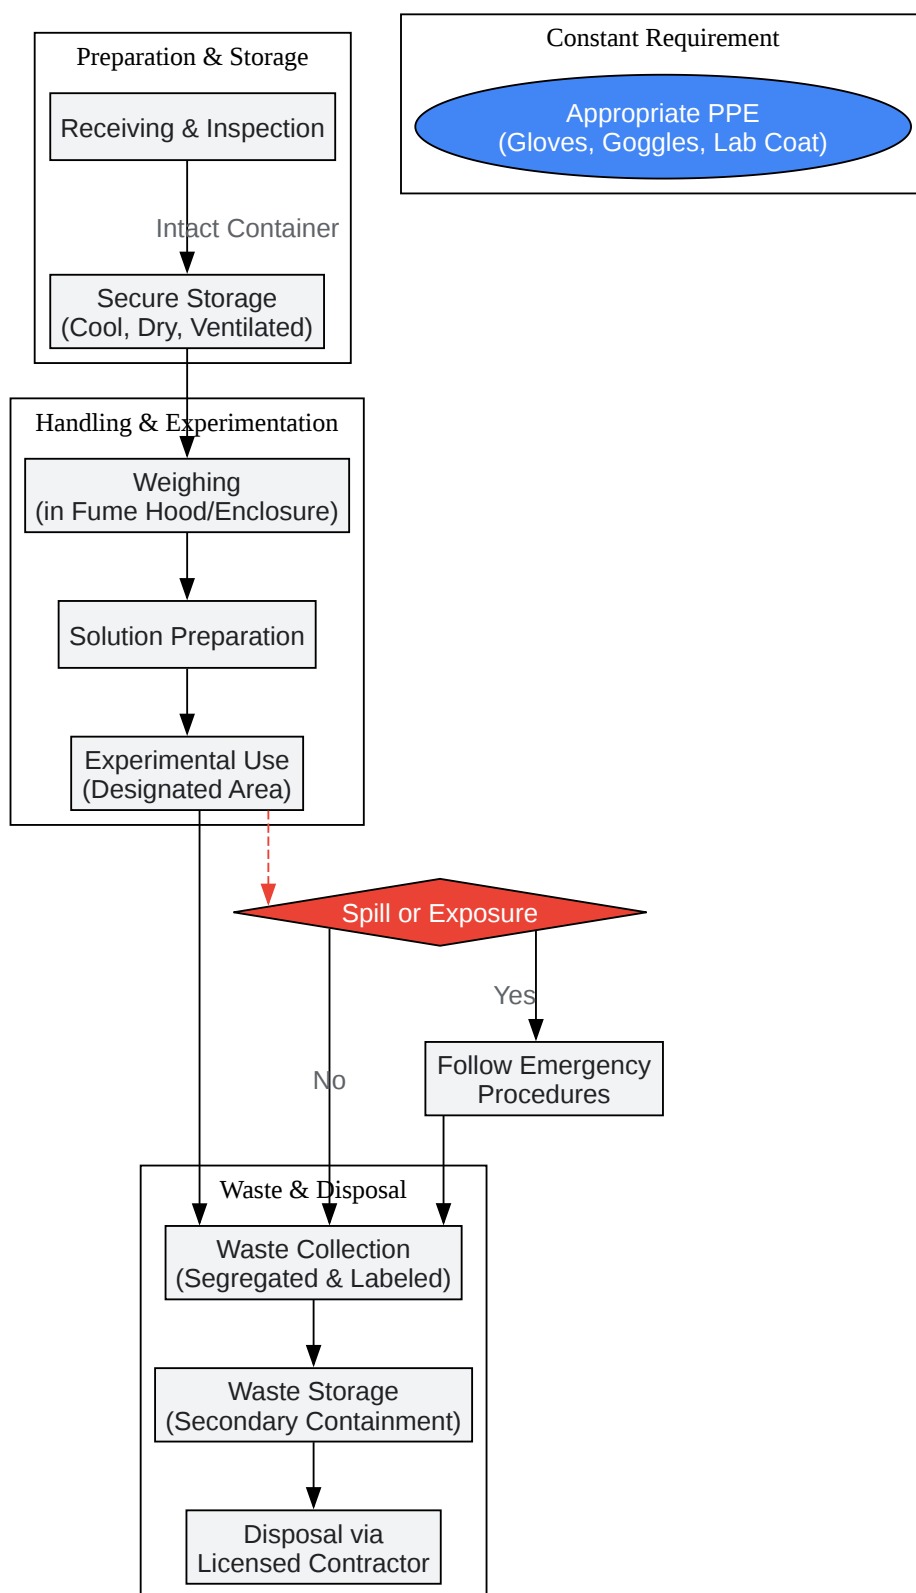 Preparation & Storage
Receiving & Inspection
Intact Container
Secure Storage
(Cool, Dry, Ventilated)
Constant Requirement
Appropriate PPE
(Gloves, Goggles, Lab Coat)
Handling & Experimentation
Weighing
(in Fume Hood/Enclosure)
Solution Preparation
Experimental Use
(Designated Area)
Spill or Exposure
Yes
No
Follow Emergency
Procedures
Waste & Disposal
Waste Collection
(Segregated & Labeled)
Waste Storage
(Secondary Containment)
Disposal via
Licensed Contractor